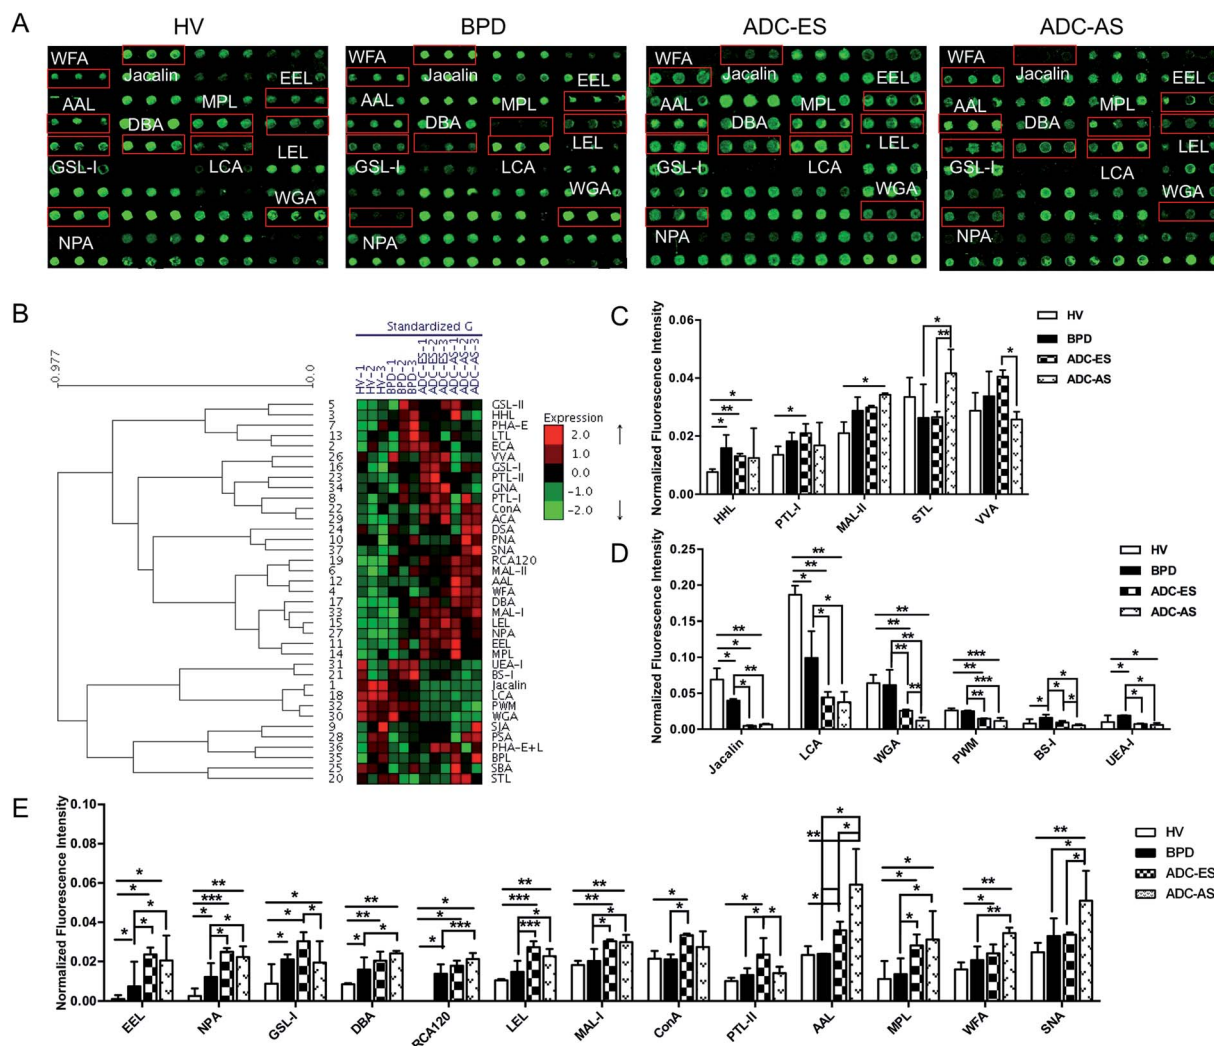 A
HV
BPD
ADC-ES
ADC-AS
WFA
Jacalin
EEL
AAL
MPL
DBA
GSL-I
LCA
LEL
WGA
NPA
WFA
Jacalin
EEL
AAL
MPL
DBA
LEL
GSL-I
LCA
WGA
NPA
WFA
Jacalin
EEL
AAL
MPL
DBA
LEL
GSL-I
LCA
WGA
NPA
WFA
Jacalin
EEL
AAL
MPL
DBA
LEL
GSL-I
LCA
WGA
NPA
B
Standardized G
0.977
0.0
HV-1
HV-2
HV-3
BPD-1
BPD-2
BPD-3
ADC-ES-1
ADC-ES-2
ADC-ES-3
ADC-AS-1
ADC-AS-2
ADC-AS-3
5 GSL-II
3 HHL
7 PHA-E
13 LTL
2 ECA
26 VVA
16 GSL-I
23 PTL-II
34 GNA
8 PTL-I
22 ConA
29 ACA
24 DSA
10 PNA
37 SNA
19 RCA120
6 MAL-II
12 AAL
4 WFA
17 DBA
33 MAL-I
15 LEL
27 NPA
11 EEL
14 MPL
31 UEA-I
21 BS-I
1 Jacalin
18 LCA
32 PWM
30 WGA
9 SJA
28 PSA
36 PHA-E+L
35 BPL
25 SBA
20 STL
Expression
2.0
1.0
0.0
-1.0
-2.0
C
Normalized Fluorescence Intensity
0.06
0.04
0.02
0.00
* ** * * * * ** *
HHL PTL-I MAL-II STL VVA
HV
BPD
ADC-ES
ADC-AS
D
Normalized Fluorescence Intensity
0.25
0.20
0.15
0.10
0.05
0.00
** * * ** * ** ** * * * ** ** ** ** ** *** ** *** ** * * * * * * * *
Jacalin LCA WGA PWM BS-I UEA-I
HV
BPD
ADC-ES
ADC-AS
E
Normalized Fluorescence Intensity
0.10
0.08
0.06
0.04
0.02
0.00
EEL NPA GSL-I DBA RCA120 LEL MAL-I ConA PTL-II AAL MPL WFA SNA
HV
BPD
ADC-ES
ADC-AS